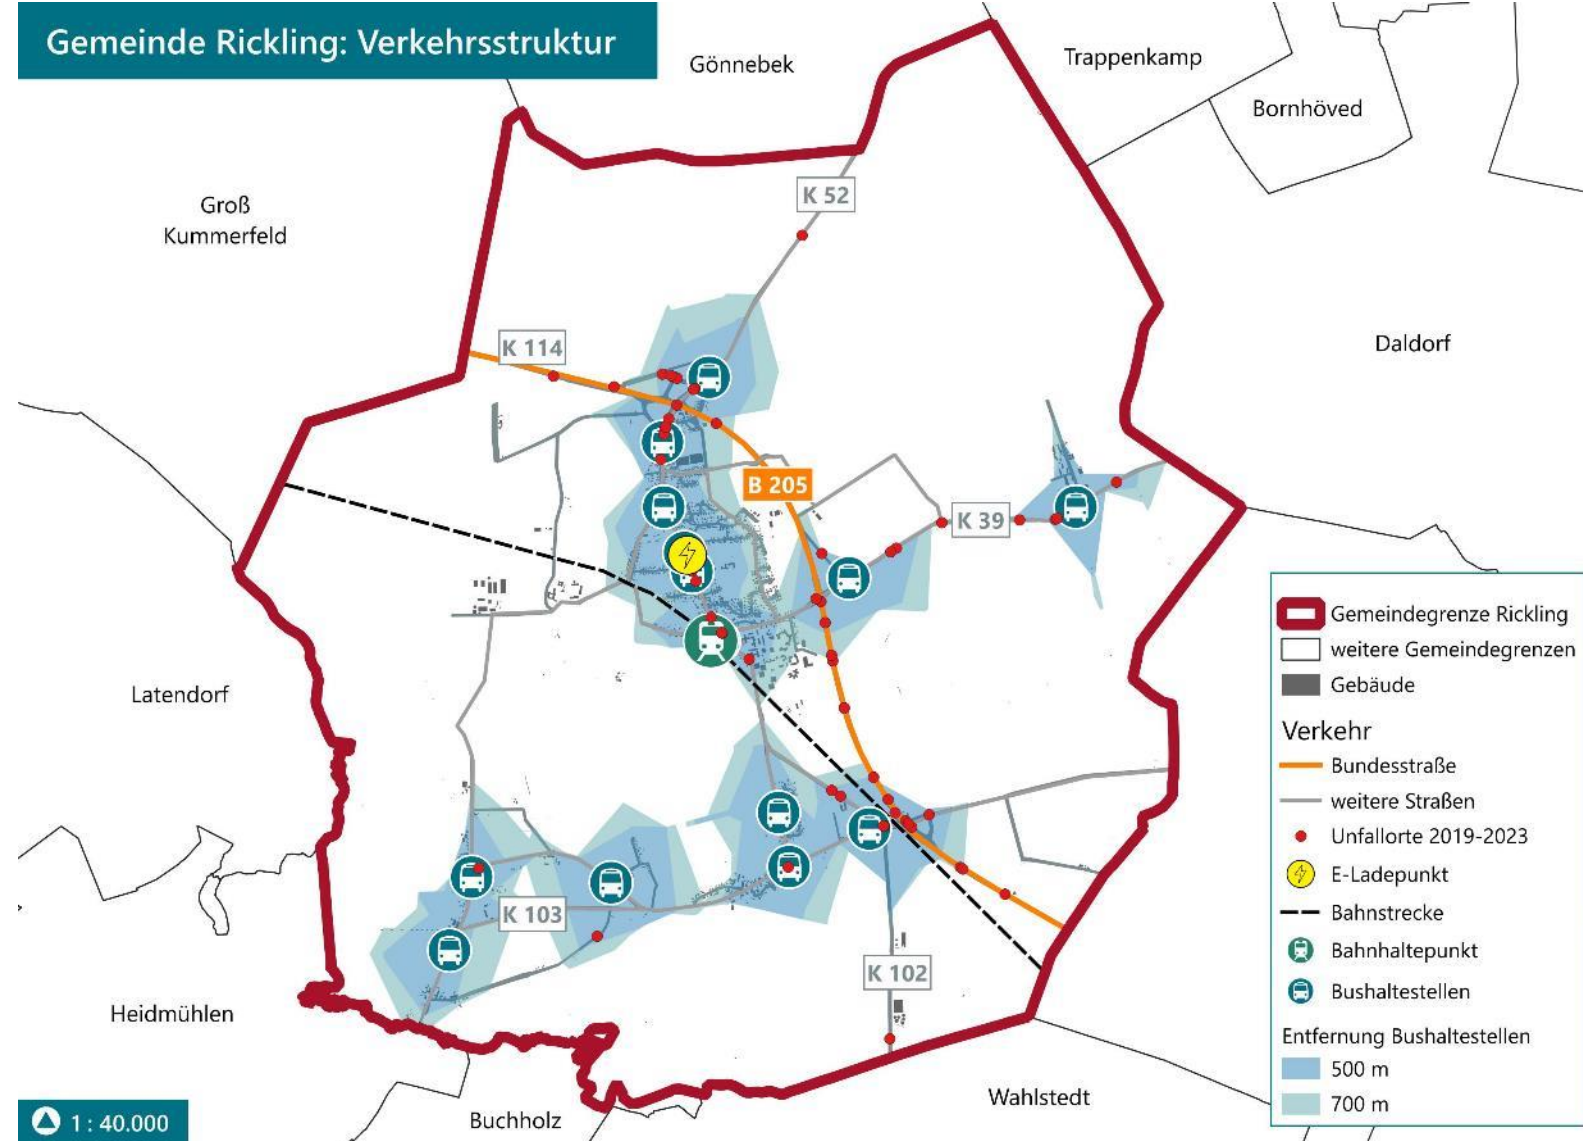 Gemeinde Rickling: Verkehrsstruktur
Gönnebek
Trappenkamp
Bornhöved
Groß
Kummerfeld
K 52
K 114
Daldorf
B 205
K 39
Latendorf
K 103
K 102
Heidmühlen
Buchholz
Wahlstedt
1 : 40.000
Gemeindegrenze Rickling
weitere Gemeindegrenzen
Gebäude
Verkehr
Bundesstraße
weitere Straßen
Unfallorte 2019-2023
E-Ladepunkt
Bahnstrecke
Bahnhaltepunkt
Bushaltestellen
Entfernung Bushaltestellen
500 m
700 m